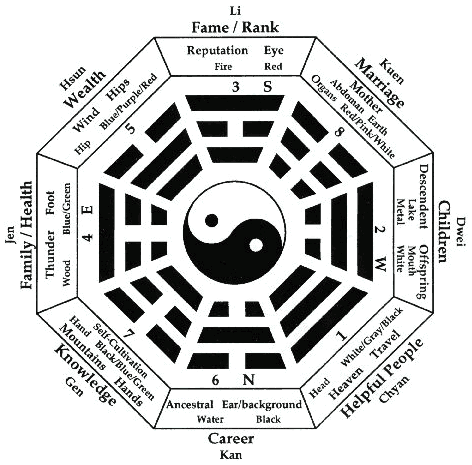 Li
Fame / Rank
Reputation Eye
Fire Red
3 S
Kuen
Marriage
Mother
Abdoman Earth
Organs Red/Pink/White
8
Dwei
Children
Descendent Offspring
Lake Mouth
Metal White
2 W
Chyan
Helpful People
Heaven Travel
Head White/Gray/Black
1
6 N
Ancestral Ear/background
Water Black
Career
Kan
7
Self-Cultivation
Hand Black/Blue/Green
Mountains Hands
Knowledge
Gen
Jen
Family / Health
Thunder Foot
Wood Blue/Green
4 E
Hsun
Wealth
Wind Hips
Hip Blue/Purple/Red
5